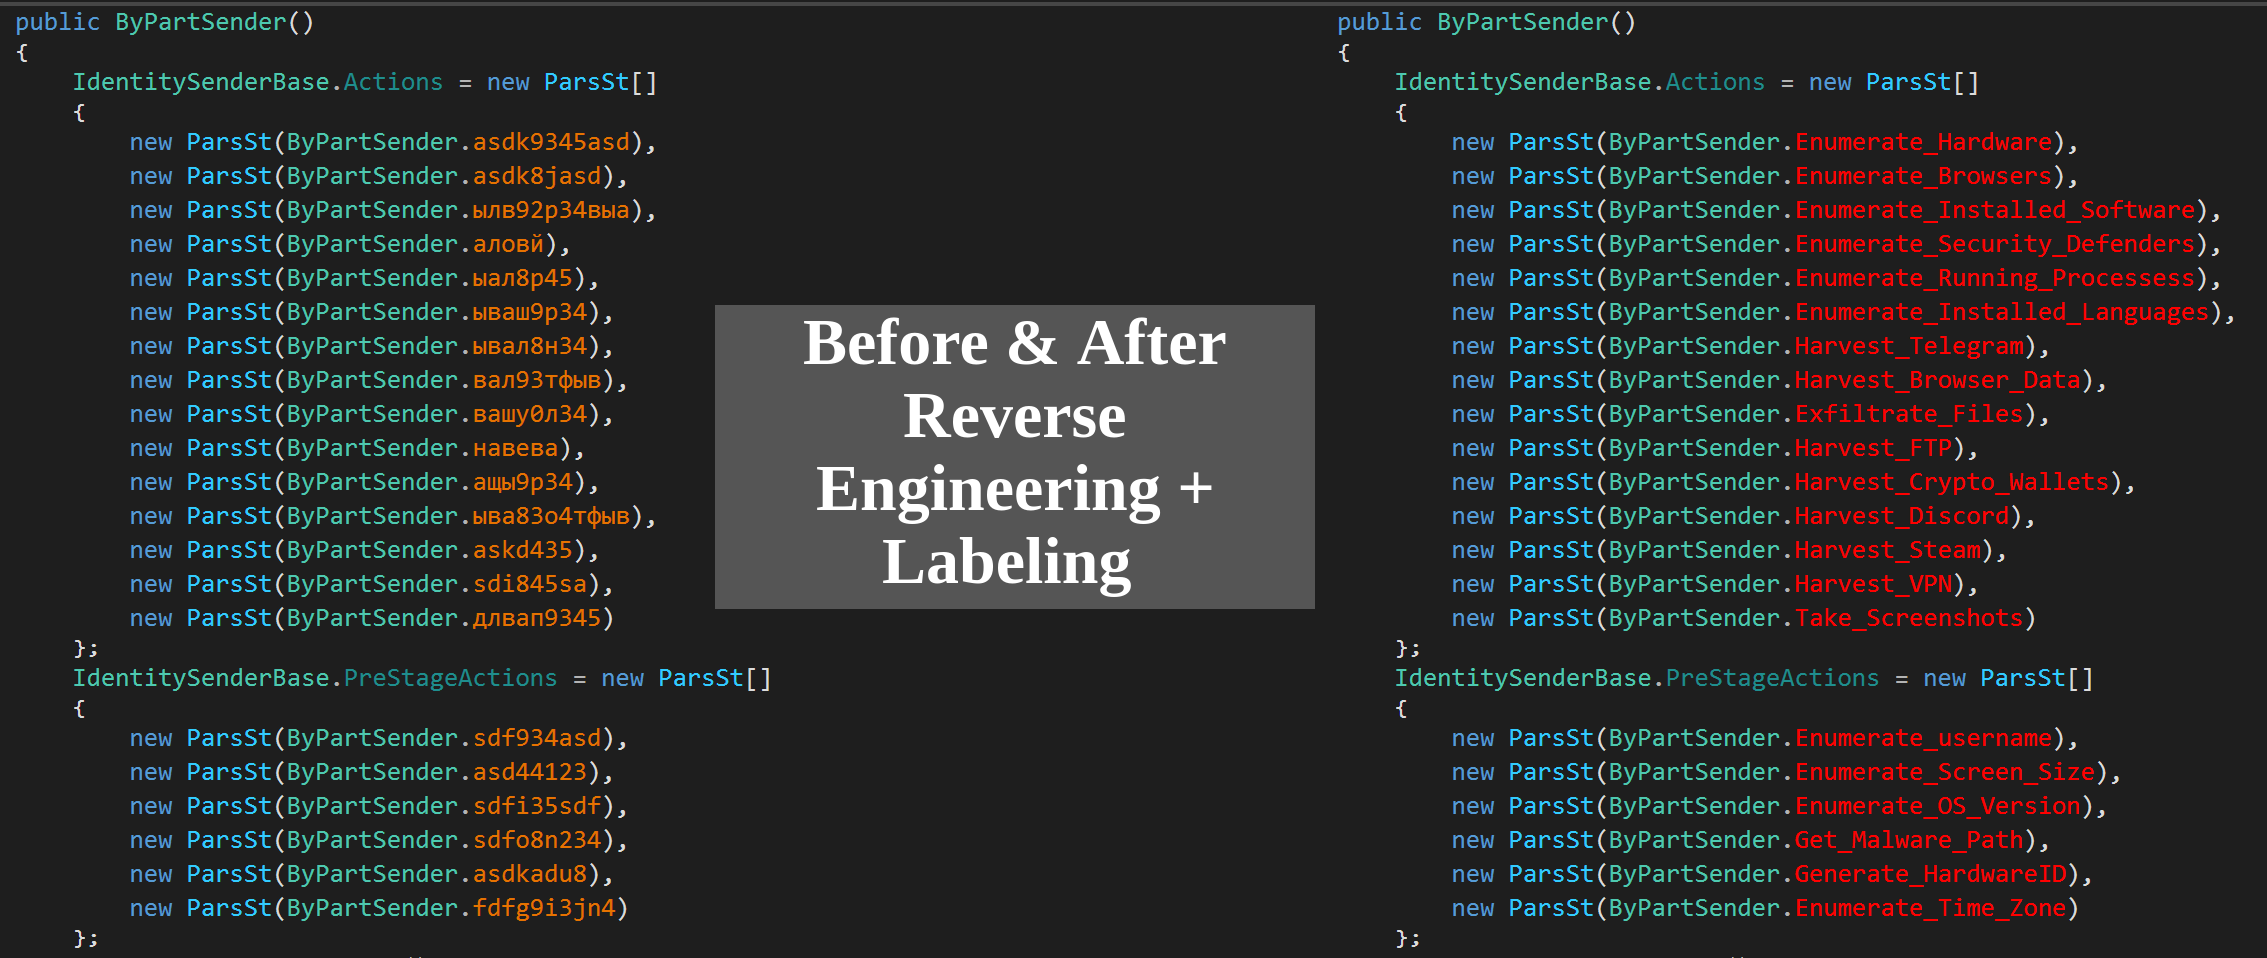 public ByPartSender()
{
IdentitySenderBase.Actions = new ParsSt[]
{
new ParsSt(ByPartSender.asdk9345asd),
new ParsSt(ByPartSender.asdk8jasd),
new ParsSt(ByPartSender.ылв92р34выа),
new ParsSt(ByPartSender.аловй),
new ParsSt(ByPartSender.ыал8р45),
new ParsSt(ByPartSender.ываш9р34),
new ParsSt(ByPartSender.ывал8н34),
new ParsSt(ByPartSender.вал93тфыв),
new ParsSt(ByPartSender.вашу0л34),
new ParsSt(ByPartSender.навева),
new ParsSt(ByPartSender.ащы9р34),
new ParsSt(ByPartSender.ыва83о4тфыв),
new ParsSt(ByPartSender.askd435),
new ParsSt(ByPartSender.sdi845sa),
new ParsSt(ByPartSender.длвап9345)
};
IdentitySenderBase.PreStageActions = new ParsSt[]
{
new ParsSt(ByPartSender.sdf934asd),
new ParsSt(ByPartSender.asd44123),
new ParsSt(ByPartSender.sdfi35sdf),
new ParsSt(ByPartSender.sdfo8n234),
new ParsSt(ByPartSender.asdkadu8),
new ParsSt(ByPartSender.fdfg9i3jn4)
};
Before & After
Reverse
Engineering +
Labeling
public ByPartSender()
{
IdentitySenderBase.Actions = new ParsSt[]
{
new ParsSt(ByPartSender.Enumerate_Hardware),
new ParsSt(ByPartSender.Enumerate_Browsers),
new ParsSt(ByPartSender.Enumerate_Installed_Software),
new ParsSt(ByPartSender.Enumerate_Security_Defenders),
new ParsSt(ByPartSender.Enumerate_Running_Processess),
new ParsSt(ByPartSender.Enumerate_Installed_Languages),
new ParsSt(ByPartSender.Harvest_Telegram),
new ParsSt(ByPartSender.Harvest_Browser_Data),
new ParsSt(ByPartSender.Exfiltrate_Files),
new ParsSt(ByPartSender.Harvest_FTP),
new ParsSt(ByPartSender.Harvest_Crypto_Wallets),
new ParsSt(ByPartSender.Harvest_Discord),
new ParsSt(ByPartSender.Harvest_Steam),
new ParsSt(ByPartSender.Harvest_VPN),
new ParsSt(ByPartSender.Take_Screenshots)
};
IdentitySenderBase.PreStageActions = new ParsSt[]
{
new ParsSt(ByPartSender.Enumerate_username),
new ParsSt(ByPartSender.Enumerate_Screen_Size),
new ParsSt(ByPartSender.Enumerate_OS_Version),
new ParsSt(ByPartSender.Get_Malware_Path),
new ParsSt(ByPartSender.Generate_HardwareID),
new ParsSt(ByPartSender.Enumerate_Time_Zone)
};